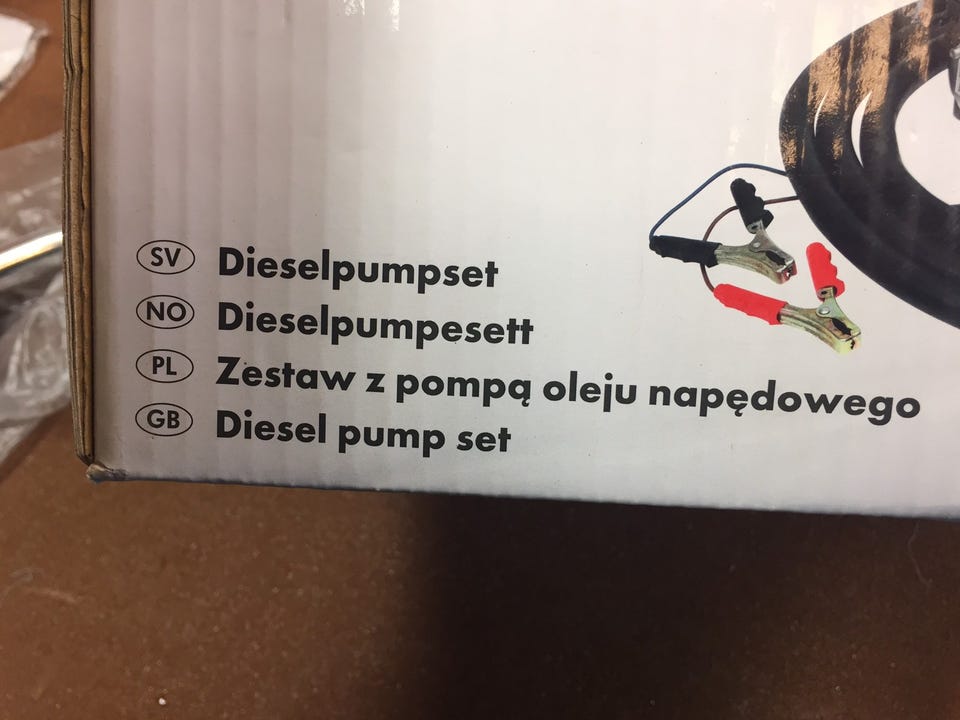 SV Dieselpumpset
NO Dieselpumpesett
PL Zestaw z pompą oleju napędowego
GB Diesel pump set